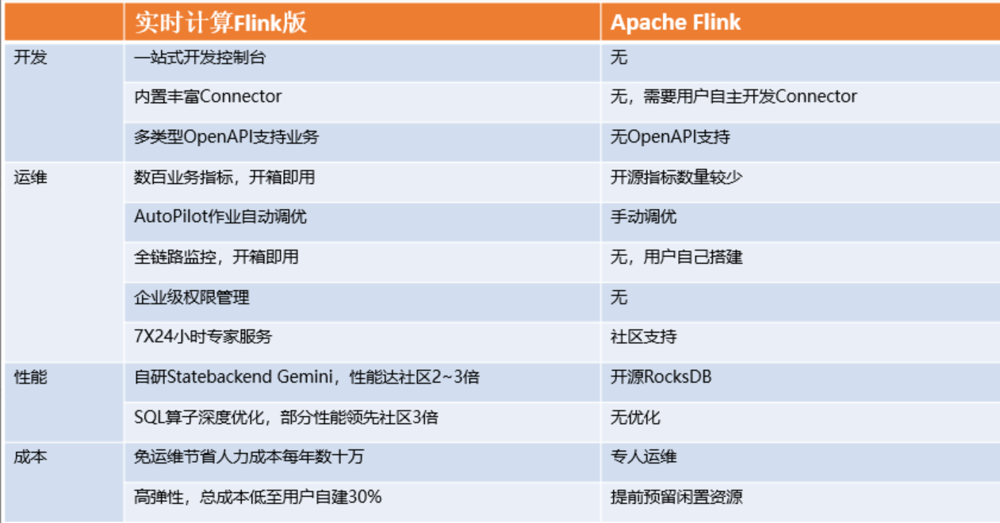 实时计算Flink版 Apache Flink
开发 一站式开发控制台 无
内置丰富Connector 无，需要用户自主开发Connector
多类型OpenAPI支持业务 无OpenAPI支持
运维 数百业务指标，开箱即用 开源指标数量较少
AutoPilot作业自动调优 手动调优
全链路监控，开箱即用 无，用户自己搭建
企业级权限管理 无
7X24小时专家服务 社区支持
性能 自研Statebackend Gemini，性能达社区2~3倍 开源RocksDB
SQL算子深度优化，部分性能领先社区3倍 无优化
成本 免运维节省人力成本每年数十万 专人运维
高弹性，总成本低至用户自建30% 提前预留闲置资源